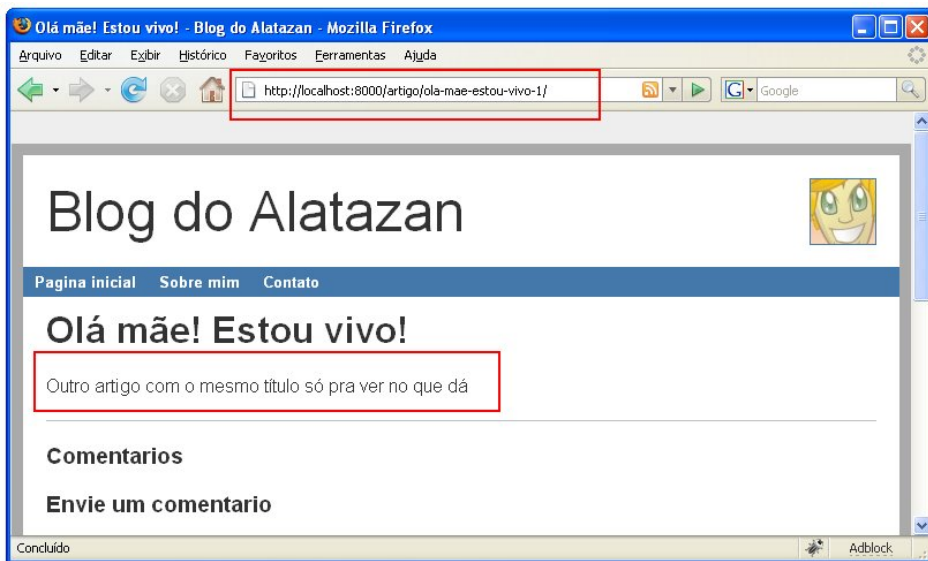 Olá mãe! Estou vivo! - Blog do Alatazan - Mozilla Firefox
Arquivo Editar Exibir Histórico Favoritos Ferramentas Ajuda
http://localhost:8000/artigo/ola-mae-estou-vivo-1/
G Google
Blog do Alatazan
Pagina inicial Sobre mim Contato
Olá mãe! Estou vivo!
Outro artigo com o mesmo título só pra ver no que dá
Comentarios
Envie um comentario
Concluído Adblock